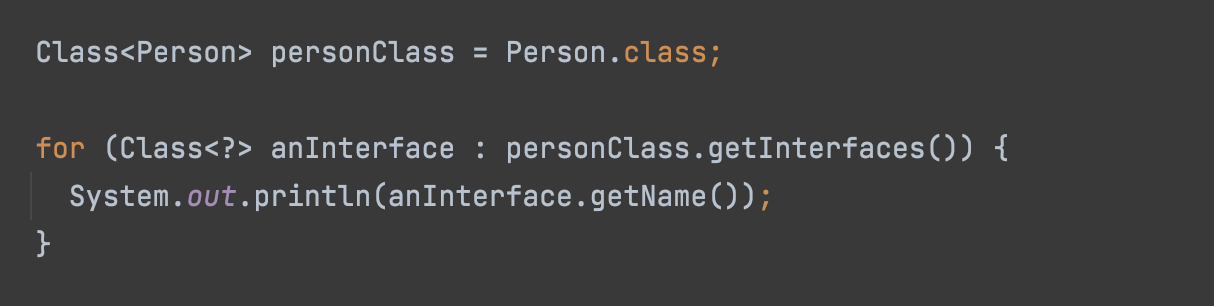 Class<Person> personClass = Person.class;
for (Class<?> anInterface : personClass.getInterfaces()) {
System.out.println(anInterface.getName());
}